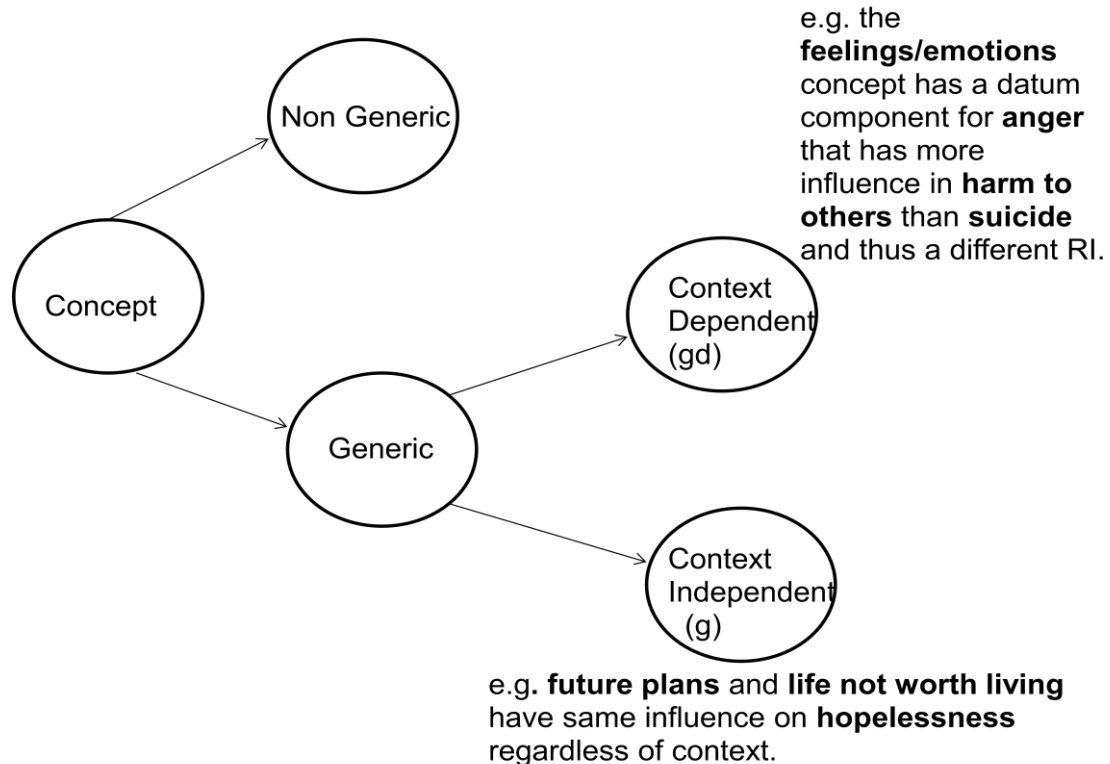 e.g. the
feelings/emotions
concept has a datum
component for anger
that has more
influence in harm to
others than suicide
and thus a different RI.
Non Generic
Concept
Context
Dependent
(gd)
Generic
Context
Independent
(g)
e.g. future plans and life not worth living
have same influence on hopelessness
regardless of context.